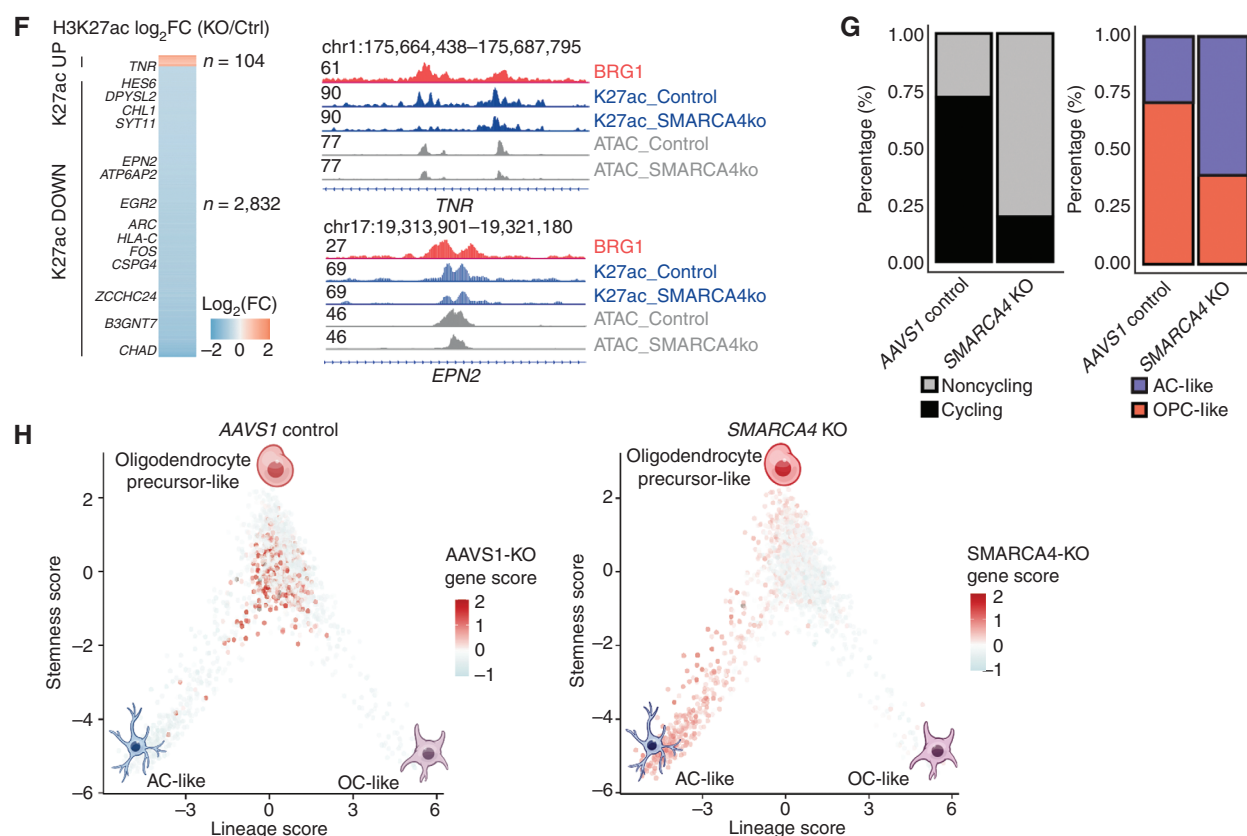 F
H3K27ac log2FC (KO/Ctrl)
K27ac UP
K27ac DOWN
TNR
HES6
DPYSL2
CHL1
SYT11
EPN2
ATP6AP2
EGR2
ARC
HLA-C
FOS
CSPG4
ZCCHC24
B3GNT7
CHAD
n = 104
n = 2,832
Log2(FC)
−2 0 2
chr1:175,664,438−175,687,795
61 BRG1
90 K27ac_Control
90 K27ac_SMARCA4ko
77 ATAC_Control
77 ATAC_SMARCA4ko
TNR
chr17:19,313,901−19,321,180
27 BRG1
69 K27ac_Control
69 K27ac_SMARCA4ko
46 ATAC_Control
46 ATAC_SMARCA4ko
EPN2
G
Percentage (%)
1.00
0.75
0.50
0.25
0.00
AAVS1 control
SMARCA4 KO
Noncycling
Cycling
Percentage (%)
1.00
0.75
0.50
0.25
0.00
AAVS1 control
SMARCA4 KO
AC-like
OPC-like
H
AAVS1 control
Oligodendrocyte
precursor-like
Stemness score
2
0
−2
−4
−6
AC-like
OC-like
−3 0 3 6
Lineage score
AAVS1-KO
gene score
2
1
0
−1
SMARCA4 KO
Oligodendrocyte
precursor-like
Stemness score
2
0
−2
−4
−6
AC-like
OC-like
−3 0 3 6
Lineage score
SMARCA4-KO
gene score
2
1
0
−1